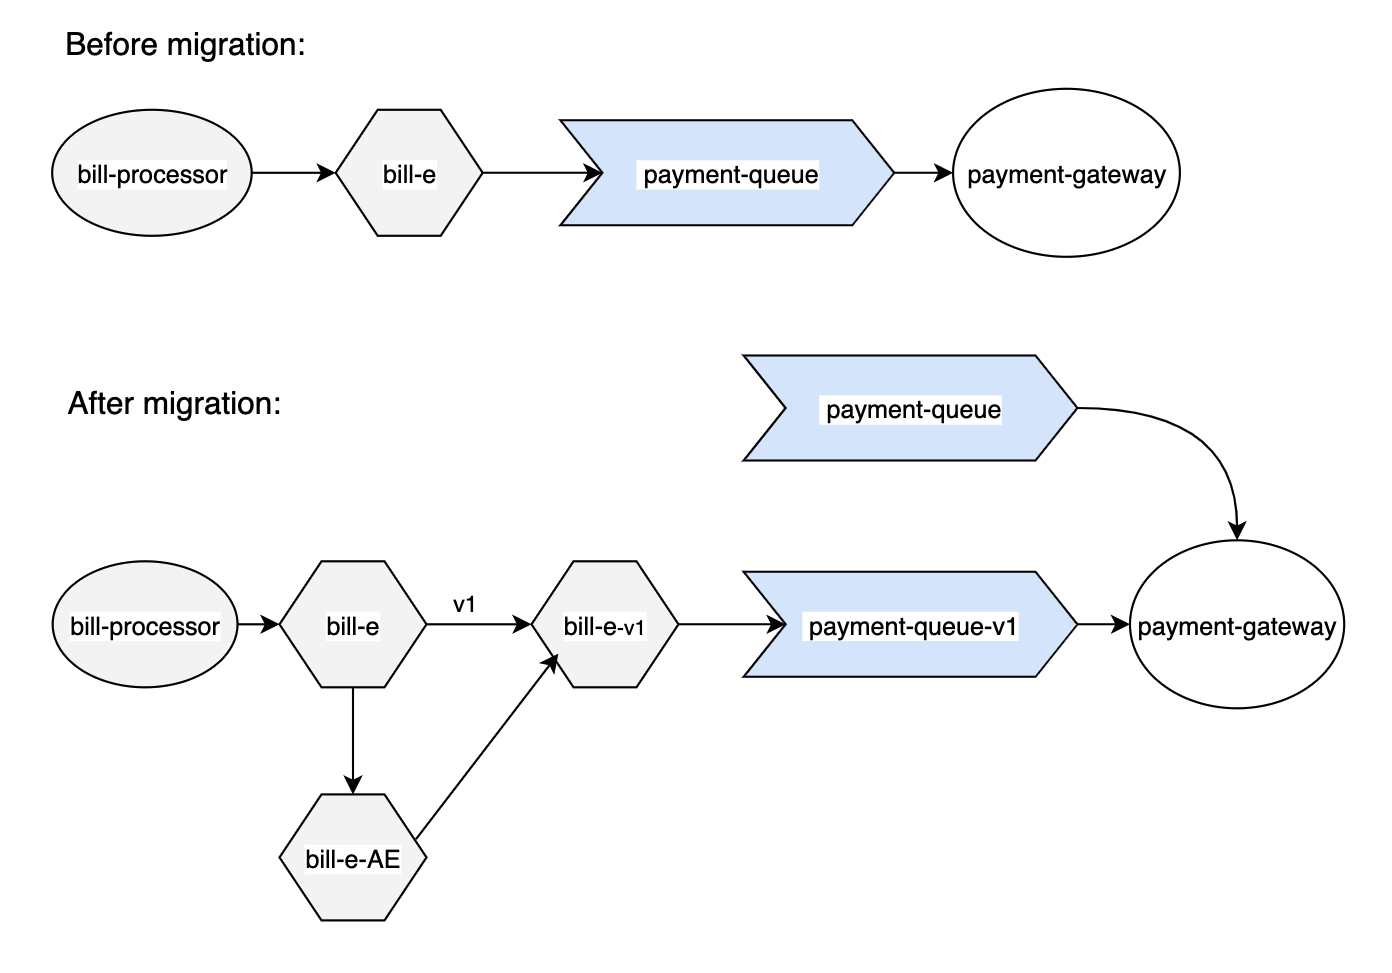 Before migration:
bill-processor
bill-e
payment-queue
payment-gateway
After migration:
payment-queue
bill-processor
bill-e
v1
bill-e-v1
payment-queue-v1
payment-gateway
bill-e-AE